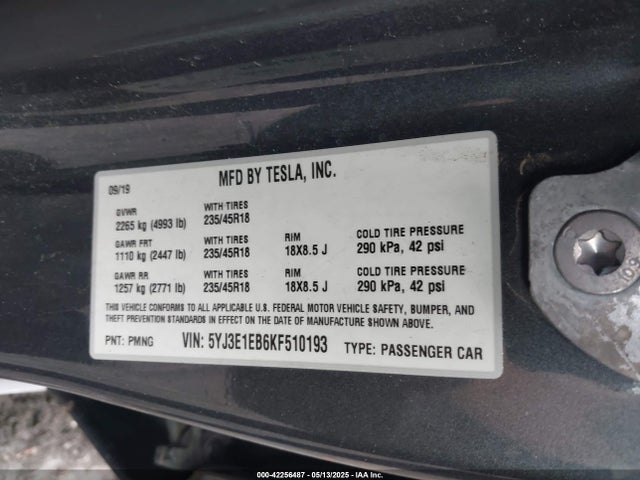 MFD BY TESLA, INC.
09/19
GVWR WITH TIRES
2265 kg (4993 lb) 235/45R18
GAWR FRT WITH TIRES RIM COLD TIRE PRESSURE
1110 kg (2447 lb) 235/45R18 18X8.5 J 290 kPa, 42 psi
GAWR RR WITH TIRES RIM COLD TIRE PRESSURE
1257 kg (2771 lb) 235/45R18 18X8.5 J 290 kPa, 42 psi
THIS VEHICLE CONFORMS TO ALL APPLICABLE U.S. FEDERAL MOTOR VEHICLE SAFETY, BUMPER, AND
THEFT PREVENTION STANDARDS IN EFFECT ON THE DATE OF MANUFACTURE SHOWN ABOVE.
PNT: PMNG VIN: 5YJ3E1EB6KF510193 TYPE: PASSENGER CAR
000-42256487 - 05/13/2025 - IAA Inc.